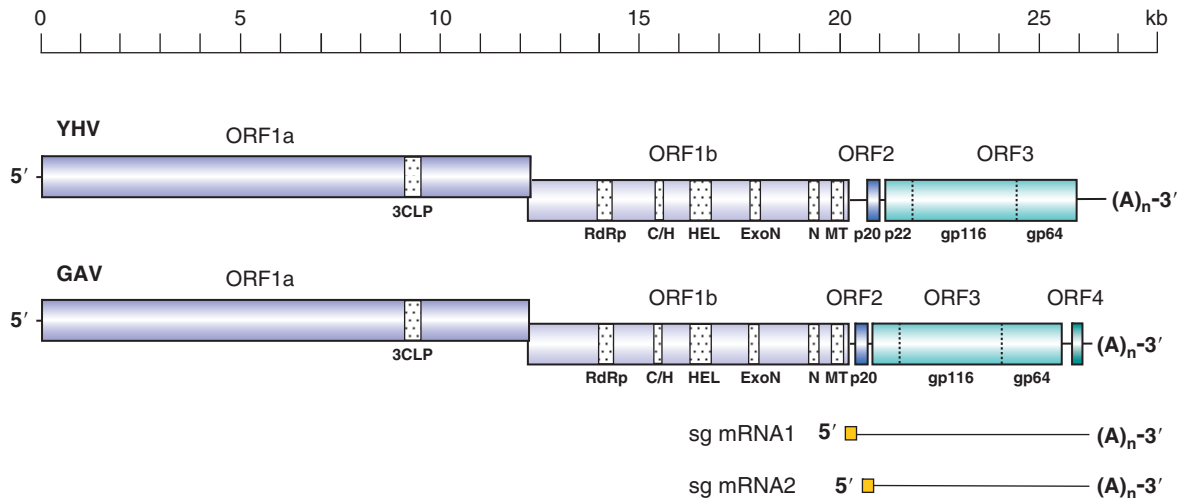 0 5 10 15 20 25 kb
YHV
ORF1a ORF1b ORF2 ORF3
5′ (A)n-3′
3CLP RdRp C/H HEL ExoN N MT p20 p22 gp116 gp64
GAV
ORF1a ORF1b ORF2 ORF3 ORF4
5′ (A)n-3′
3CLP RdRp C/H HEL ExoN N MT p20 gp116 gp64
sg mRNA1 5′ (A)n-3′
sg mRNA2 5′ (A)n-3′